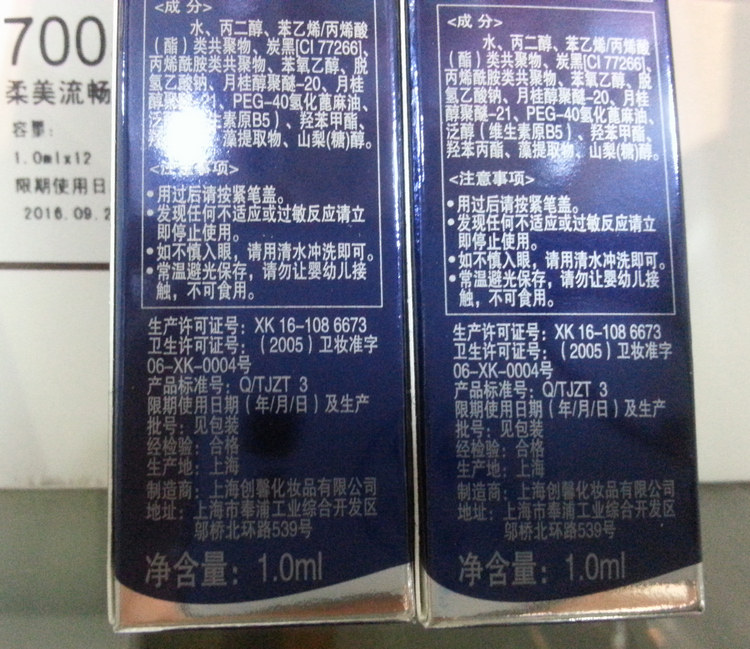 700
柔美流畅
容量：
1.0mlx12
限期使用日
2016.09.2
<成 分>
水、丙二醇、苯乙烯/丙烯酸
（酯）类共聚物、炭黑[CI 77266]、
丙烯酰胺类共聚物、苯氧乙醇、脱
氢乙酸钠、月桂醇聚醚-20、月桂
醇聚醚-21、PEG-40氢化蓖麻油、
生素原B5）、羟苯甲酯、
藻提取物、山梨(糖)醇。
<注意事项>
•用过后请按紧笔盖。
•发现任何不适应或过敏反应请立
即停止使用。
•如不慎入眼，请用清水冲洗即可。
•常温避光保存，请勿让婴幼儿接
触，不可食用。
生产许可证号：XK 16-108 6673
卫生许可证号：（2005）卫妆准字
06-XK-0004号
产品标准号：Q/TJZT 3
限期使用日期（年/月/日）及生产
批号：见包装
经检验：合格
生产地：上海
制造商：上海创馨化妆品有限公司
地址：上海市奉浦工业综合开发区
邬桥北环路539号
净含量：1.0ml
<成 分>
水、丙二醇、苯乙烯/丙烯酸
（酯）类共聚物、炭黑[CI 77266]、
丙烯酰胺类共聚物、苯氧乙醇、脱
氢乙酸钠、月桂醇聚醚-20、月桂
醇聚醚-21、PEG-40氢化蓖麻油、
泛醇（维生素原B5）、羟苯甲酯、
羟苯丙酯、藻提取物、山梨(糖)醇。
<注意事项>
•用过后请按紧笔盖。
•发现任何不适应或过敏反应请立
即停止使用。
•如不慎入眼，请用清水冲洗即可。
•常温避光保存，请勿让婴幼儿接
触，不可食用。
生产许可证号：XK 16-108 6673
卫生许可证号：（2005）卫妆准字
06-XK-0004号
产品标准号：Q/TJZT 3
限期使用日期（年/月/日）及生产
批号：见包装
经检验：合格
生产地：上海
制造商：上海创馨化妆品有限公司
地址：上海市奉浦工业综合开发区
邬桥北环路539号
净含量：1.0ml